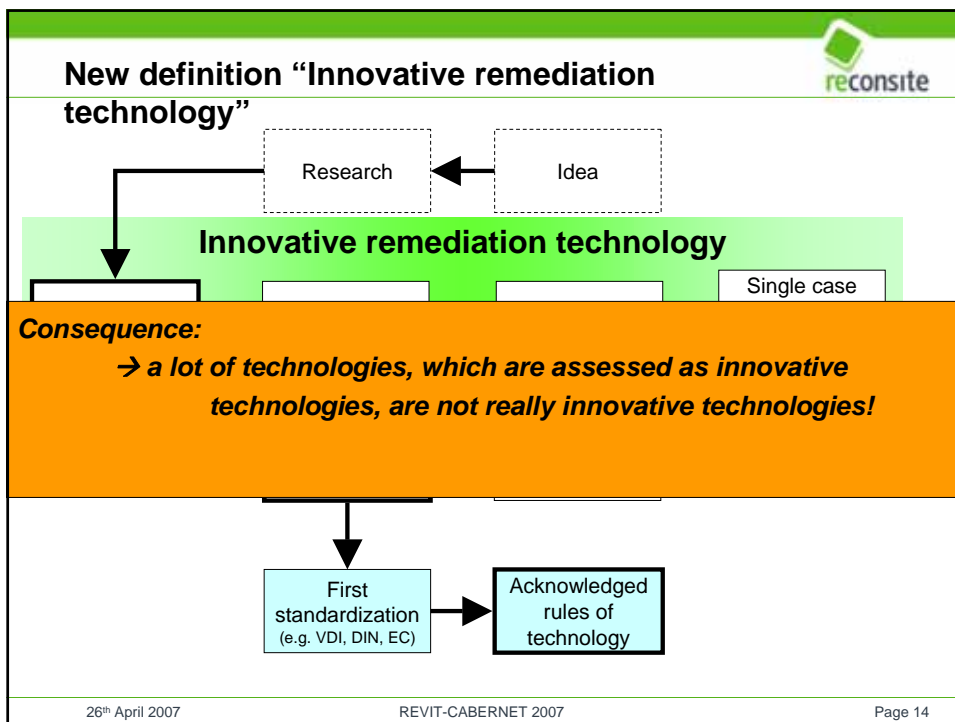 New definition “Innovative remediation
technology”
reconsite
Research
Idea
Innovative remediation technology
Single case
Consequence:
→ a lot of technologies, which are assessed as innovative
technologies, are not really innovative technologies!
First
standardization
(e.g. VDI, DIN, EC)
Acknowledged
rules of
technology
26th April 2007
REVIT-CABERNET 2007
Page 14